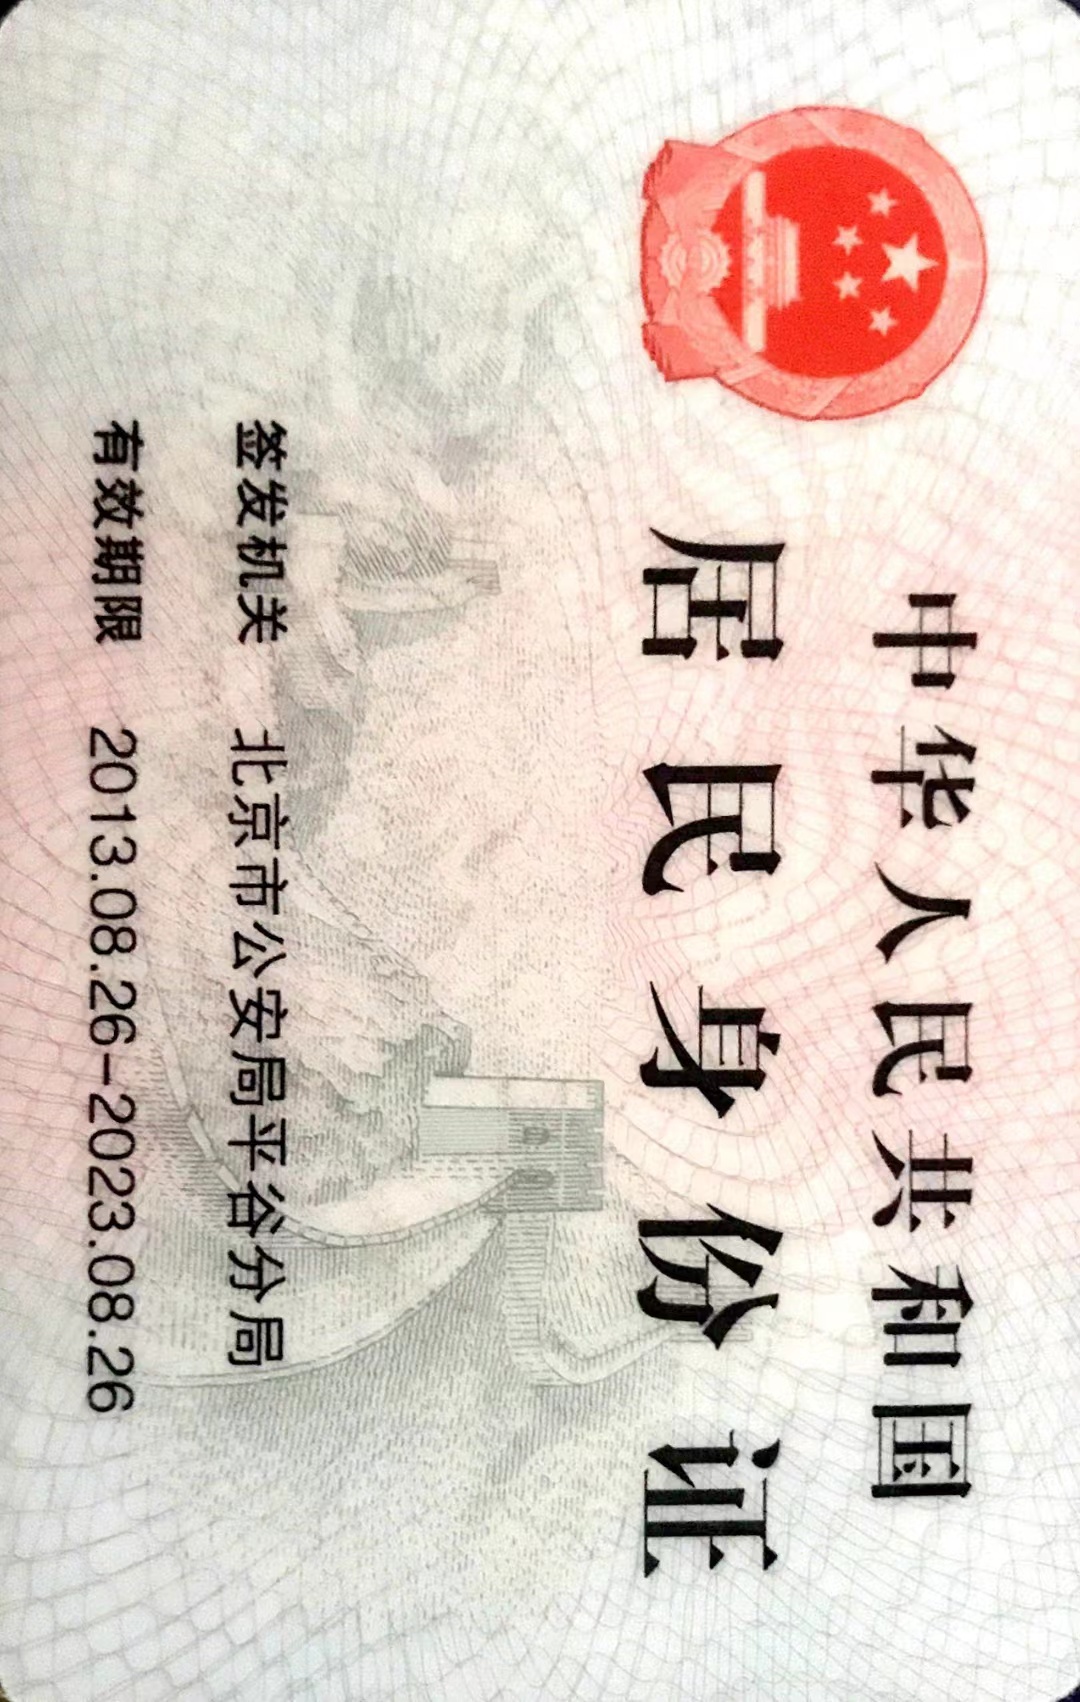 中华人民共和国
居民身份证
签发机关 北京市公安局平谷分局
有效期限 2013.08.26-2023.08.26